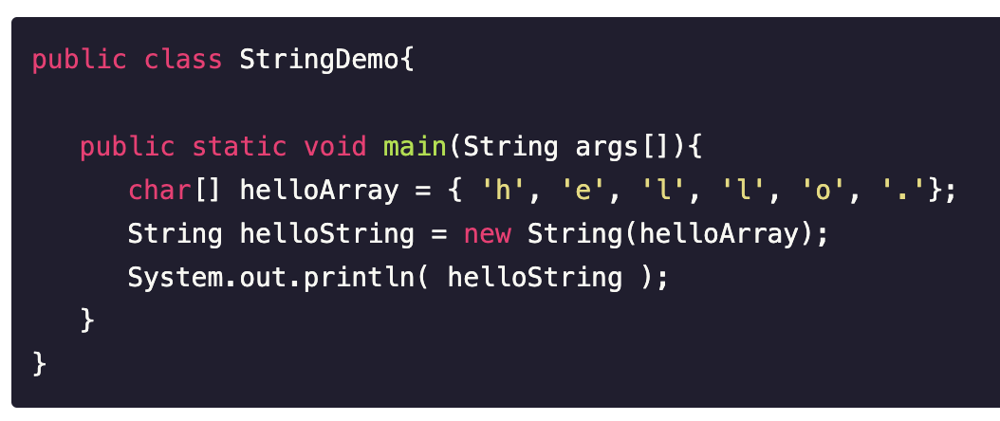 public class StringDemo{
public static void main(String args[]){
char[] helloArray = { 'h', 'e', 'l', 'l', 'o', '.'};
String helloString = new String(helloArray);
System.out.println( helloString );
}
}